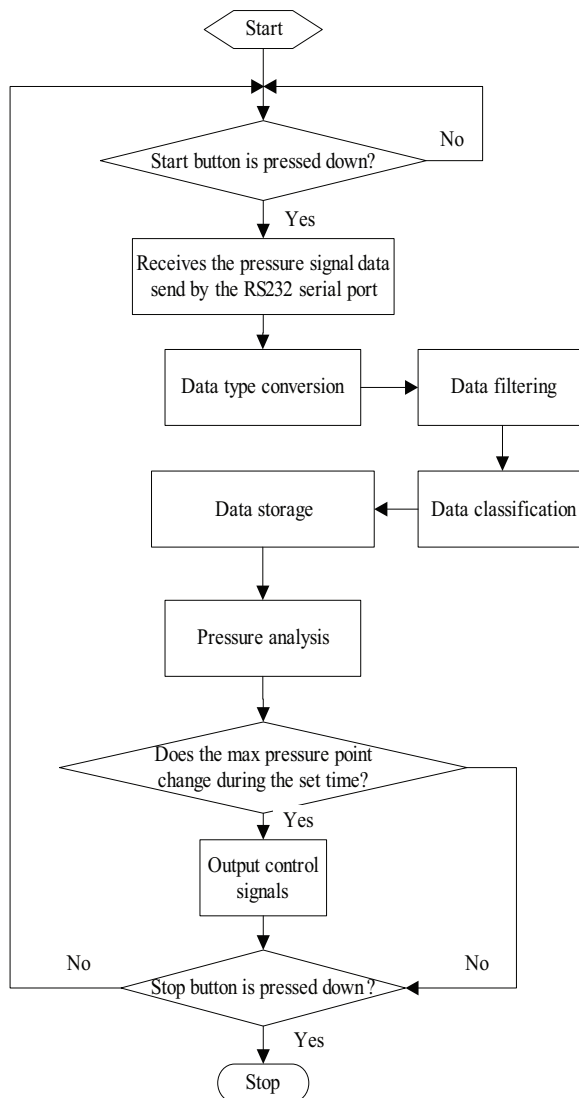 Start
No
Start button is pressed down?
Yes
Receives the pressure signal data
send by the RS232 serial port
Data type conversion
Data filtering
Data storage
Data classification
Pressure analysis
Does the max pressure point
change during the set time?
Yes
Output control
signals
No
No
Stop button is pressed down?
Yes
Stop